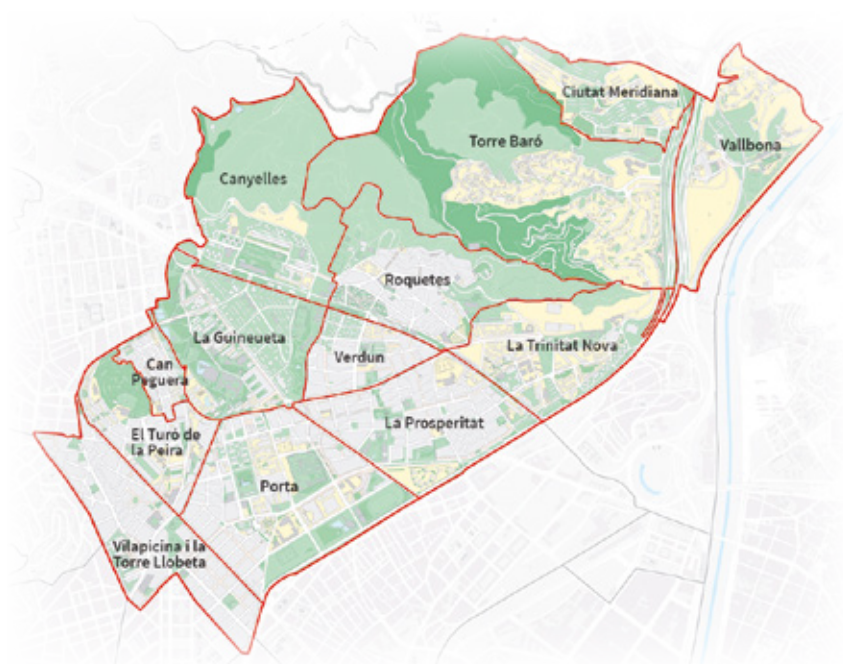 Ciutat Meridiana
Torre Baró
Vallbona
Canyelles
Roquetes
La Guineueta
La Trinitat Nova
Verdun
Can
Peguera
La Prosperitat
El Turó de
la Peira
Porta
Vilapicina i la
Torre Llobeta